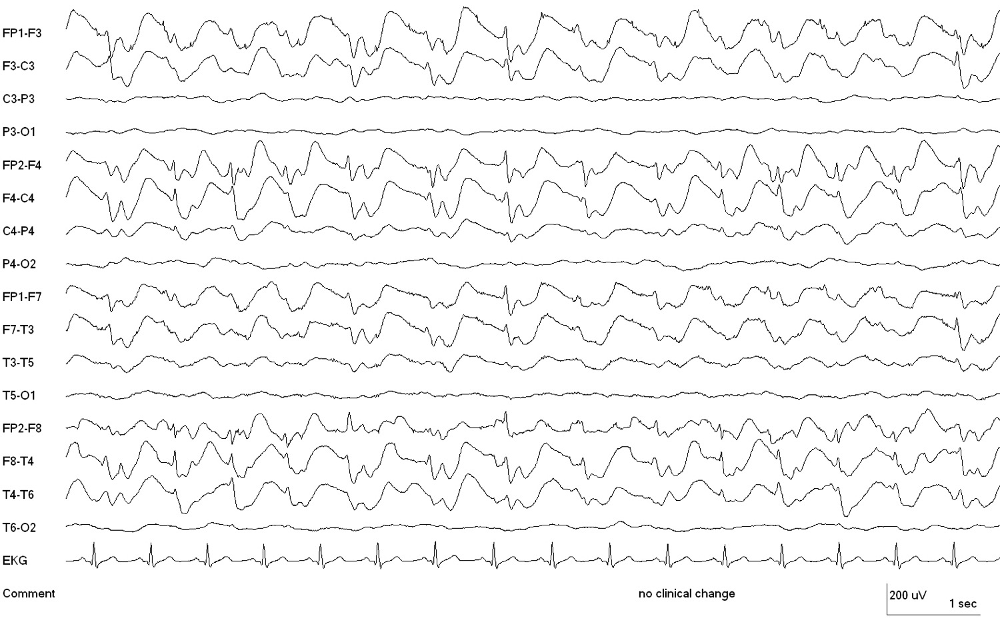 FP1-F3
F3-C3
C3-P3
P3-O1
FP2-F4
F4-C4
C4-P4
P4-O2
FP1-F7
F7-T3
T3-T5
T5-O1
FP2-F8
F8-T4
T4-T6
T6-O2
EKG
Comment no clinical change
200 uV
1 sec